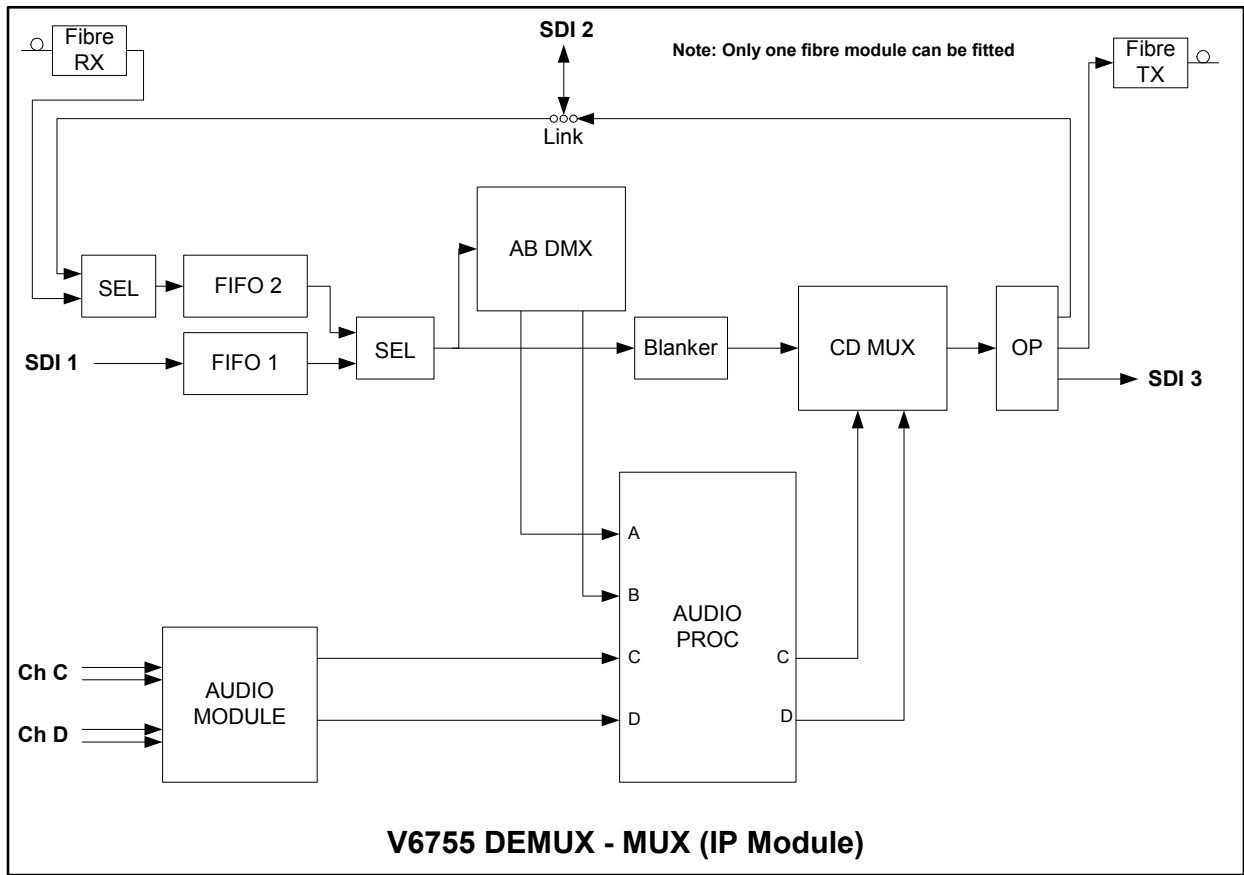 Fibre
RX
SDI 2
Note: Only one fibre module can be fitted
Fibre
TX
Link
AB DMX
SEL
FIFO 2
SDI 1
FIFO 1
SEL
Blanker
CD MUX
OP
SDI 3
A
B
AUDIO
PROC
C
D
C
D
Ch C
Ch D
AUDIO
MODULE
V6755 DEMUX - MUX (IP Module)